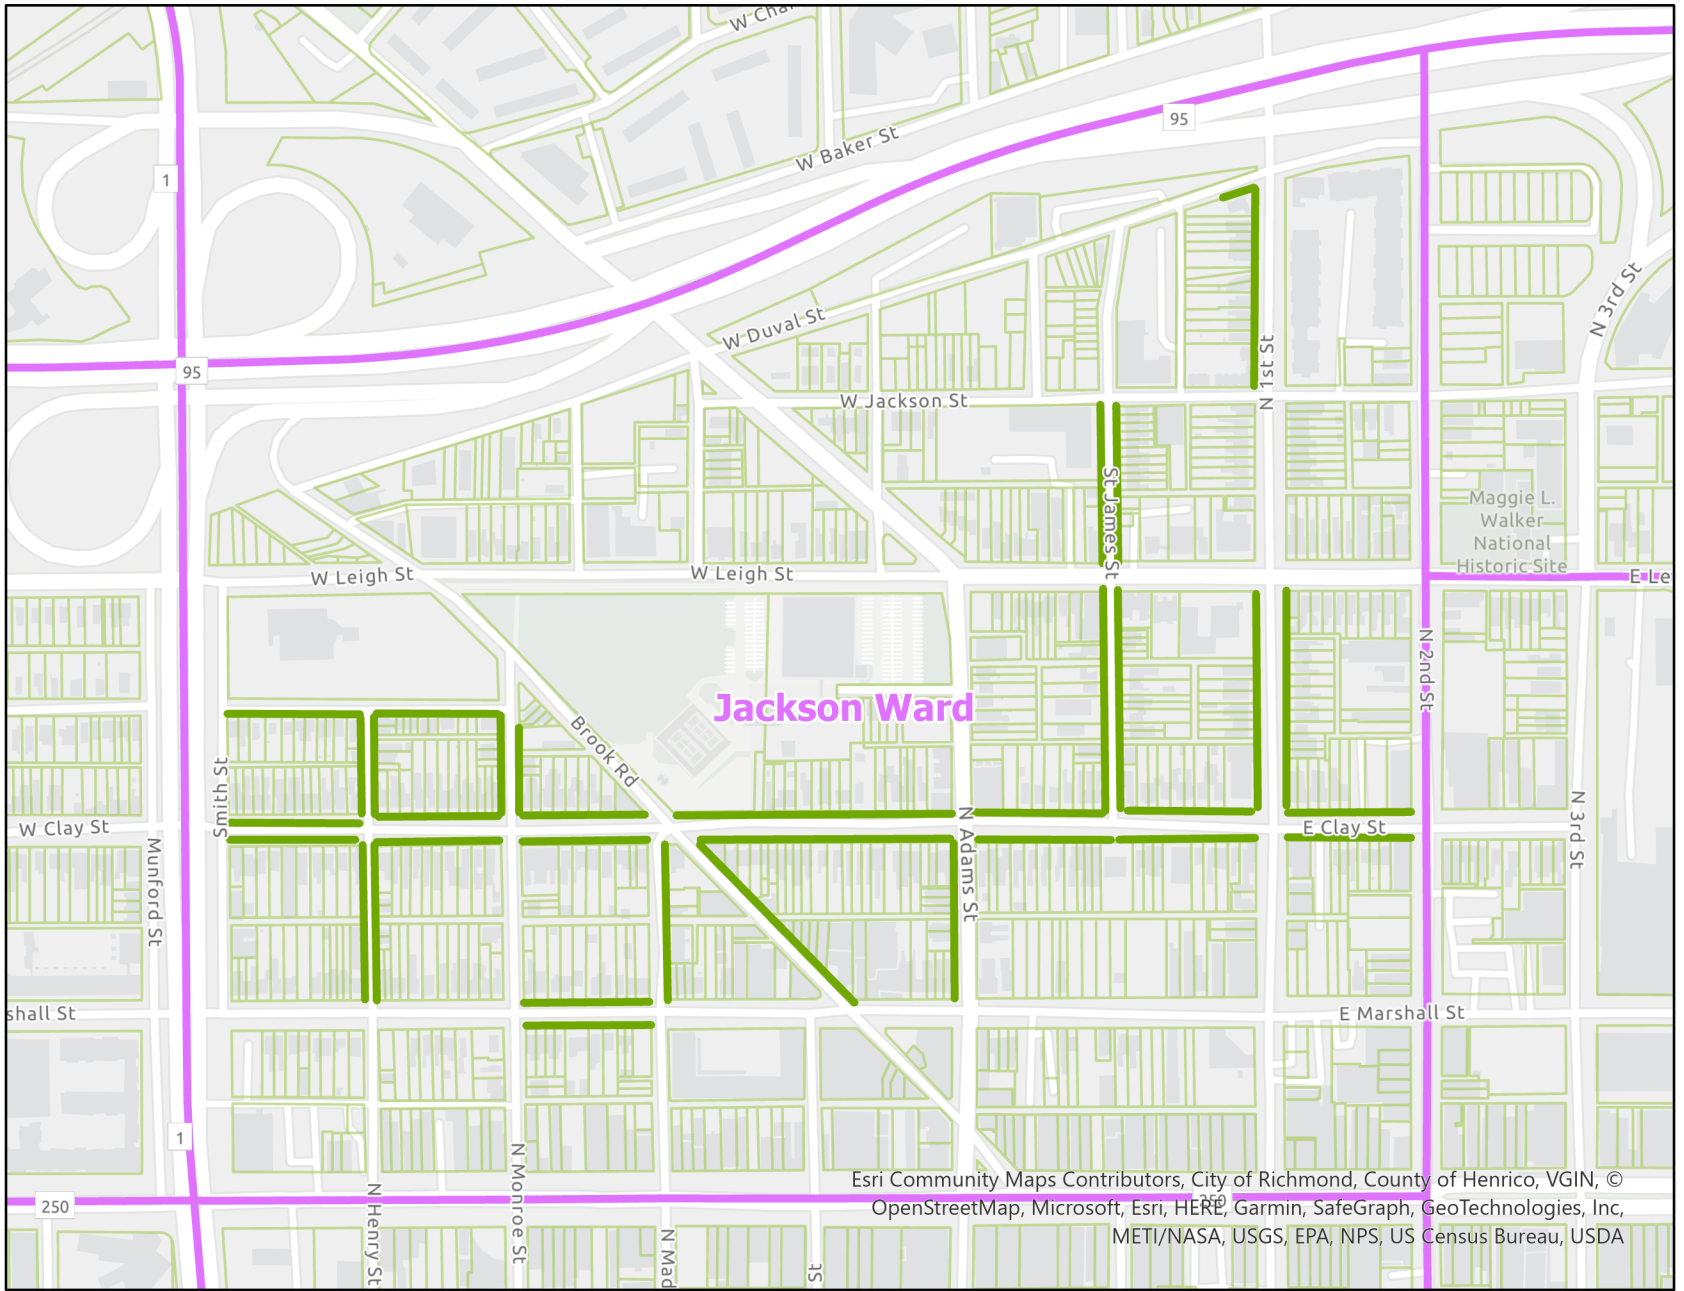 W Cha
W Baker St
95
1
N 3rd St
W Duval St
N 1st St
95
W Jackson St
St James St
Maggie L.
Walker
National
Historic Site
W Leigh St
W Leigh St
E Le
N 2nd St
Jackson Ward
Brook Rd
Smith St
W Clay St
N Adams St
E Clay St
N 3rd St
Munford St
shall St
E Marshall St
1
N Monroe St
Esri Community Maps Contributors, City of Richmond, County of Henrico, VGIN, ©
250
250
OpenStreetMap, Microsoft, Esri, HERE, Garmin, SafeGraph, GeoTechnologies, Inc,
N Henry St
N Mad
METI/NASA, USGS, EPA, NPS, US Census Bureau, USDA
St